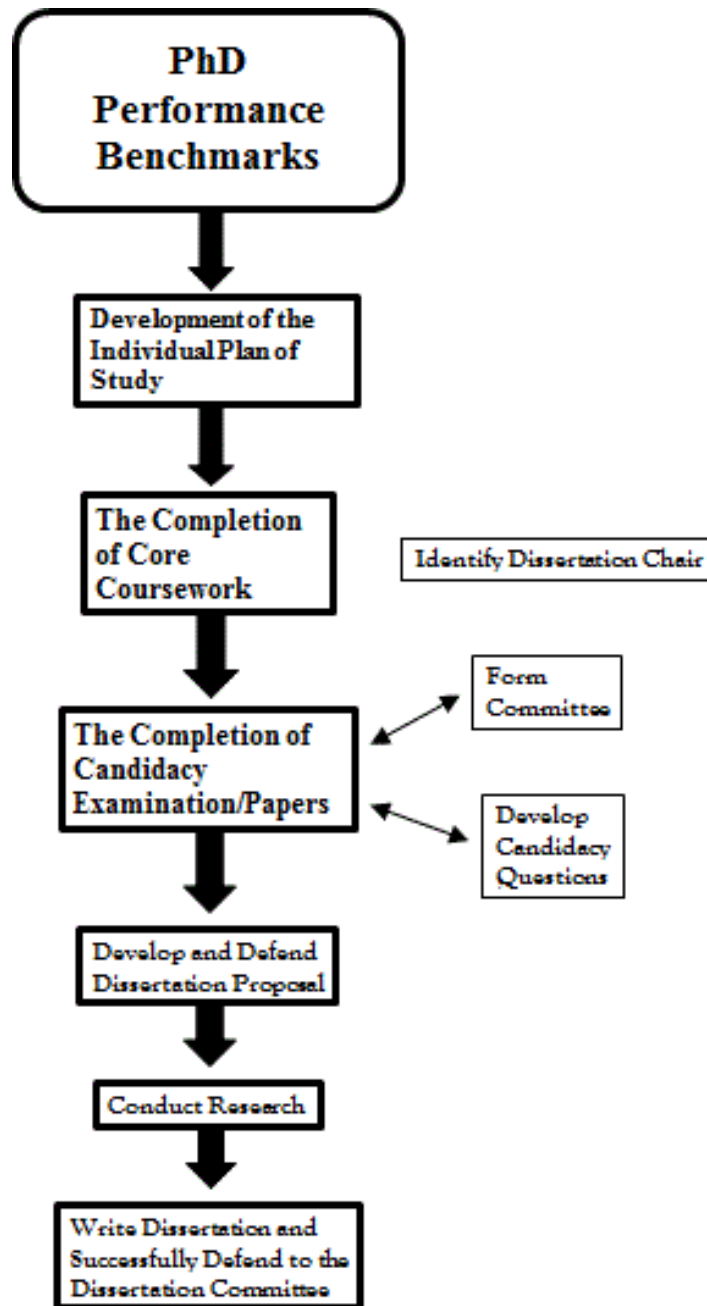 PhD
Performance
Benchmarks
Development of the
Individual Plan of
Study
The Completion
of Core
Coursework
Identify Dissertation Chair
Form
Committee
The Completion of
Candidacy
Examination/Papers
Develop
Candidacy
Questions
Develop and Defend
Dissertation Proposal
Conduct Research
Write Dissertation and
Successfully Defend to the
Dissertation Committee